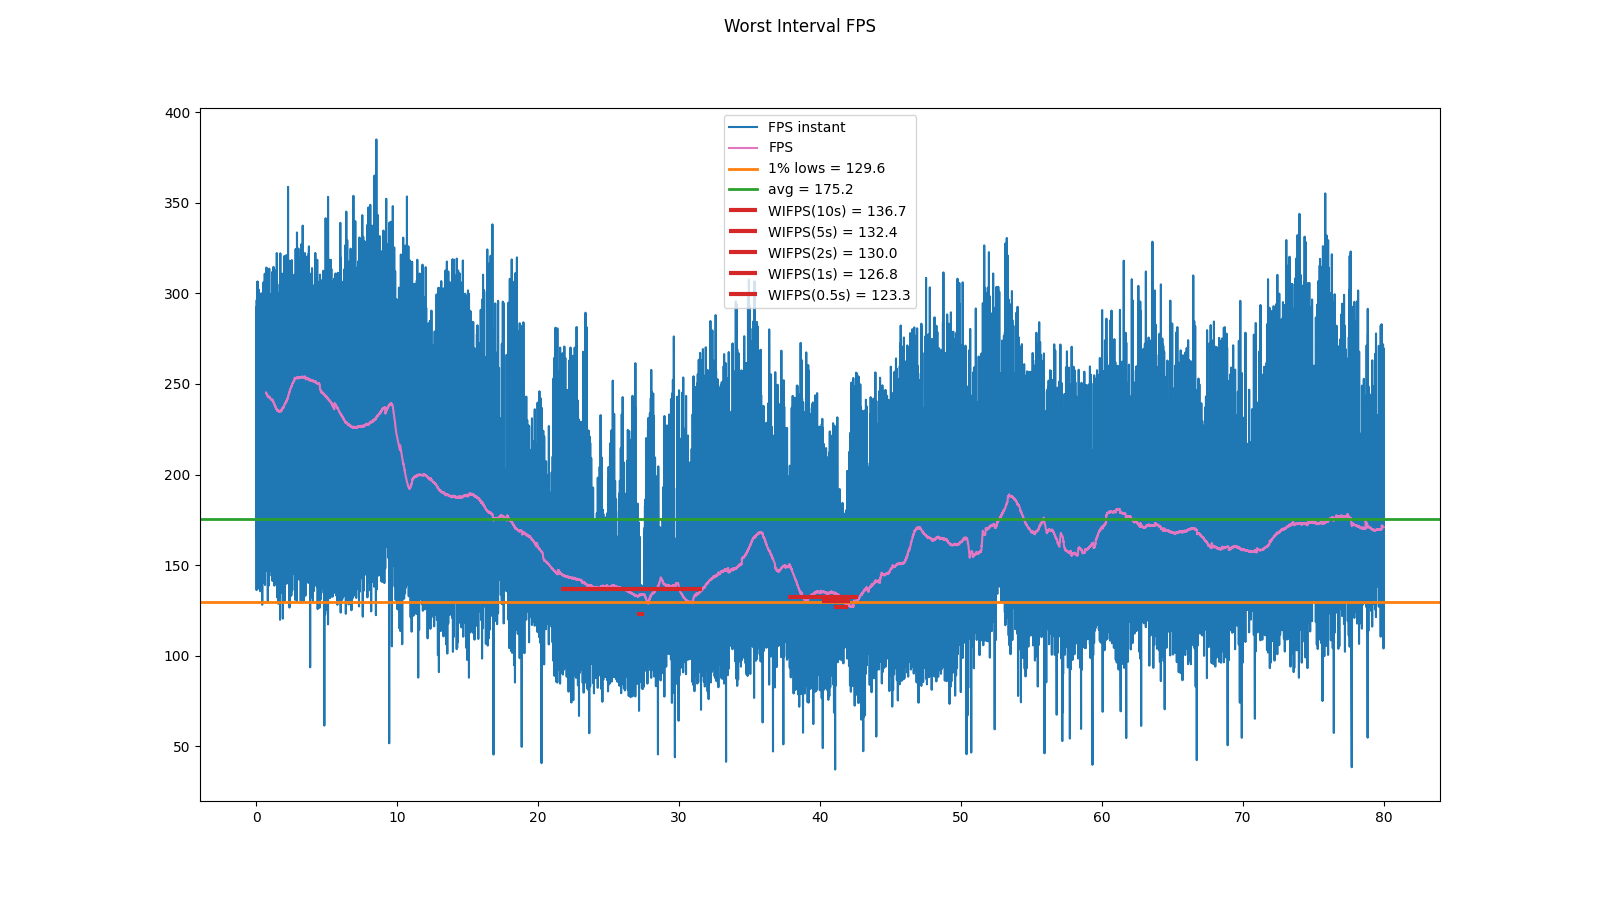 Worst Interval FPS
400
350
300
250
200
150
100
50
FPS instant
FPS
1% lows = 129.6
avg = 175.2
WIFPS(10s) = 136.7
WIFPS(5s) = 132.4
WIFPS(2s) = 130.0
WIFPS(1s) = 126.8
WIFPS(0.5s) = 123.3
0 10 20 30 40 50 60 70 80